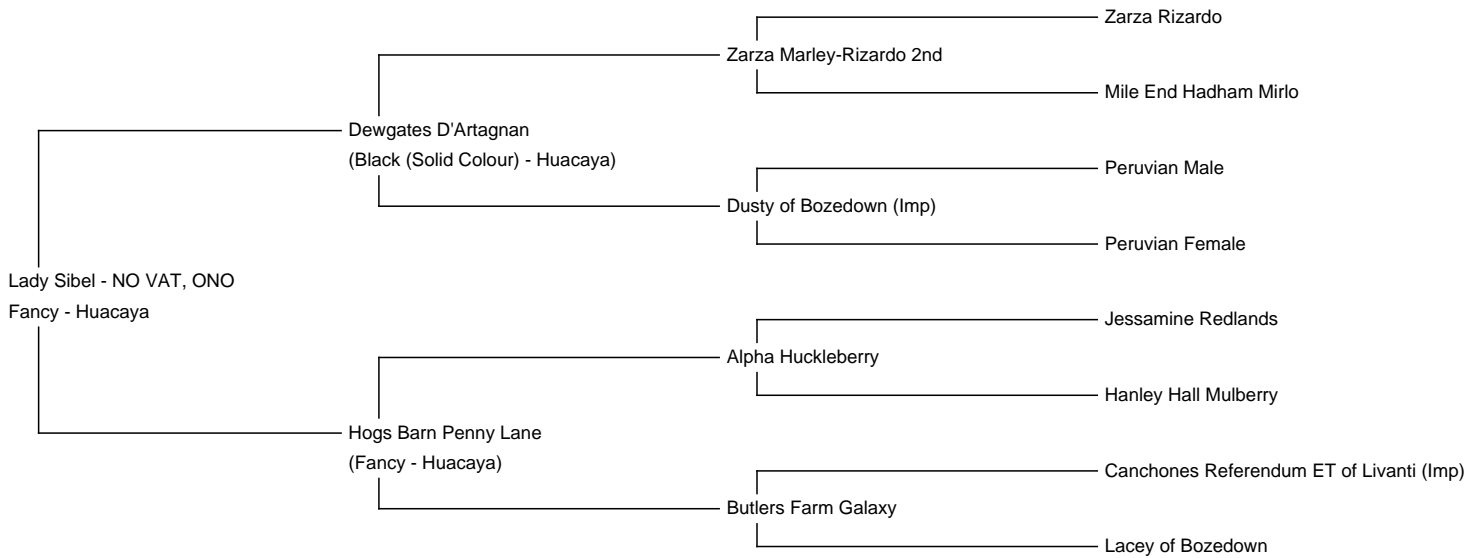 Zarza Rizardo
Zarza Marley-Rizardo 2nd
Mile End Hadham Mirlo
Dewgates D'Artagnan
(Black (Solid Colour) - Huacaya)
Peruvian Male
Dusty of Bozedown (Imp)
Peruvian Female
Lady Sibel - NO VAT, ONO
Fancy - Huacaya
Jessamine Redlands
Alpha Huckleberry
Hanley Hall Mulberry
Hogs Barn Penny Lane
(Fancy - Huacaya)
Canchones Referendum ET of Livanti (Imp)
Butlers Farm Galaxy
Lacey of Bozedown